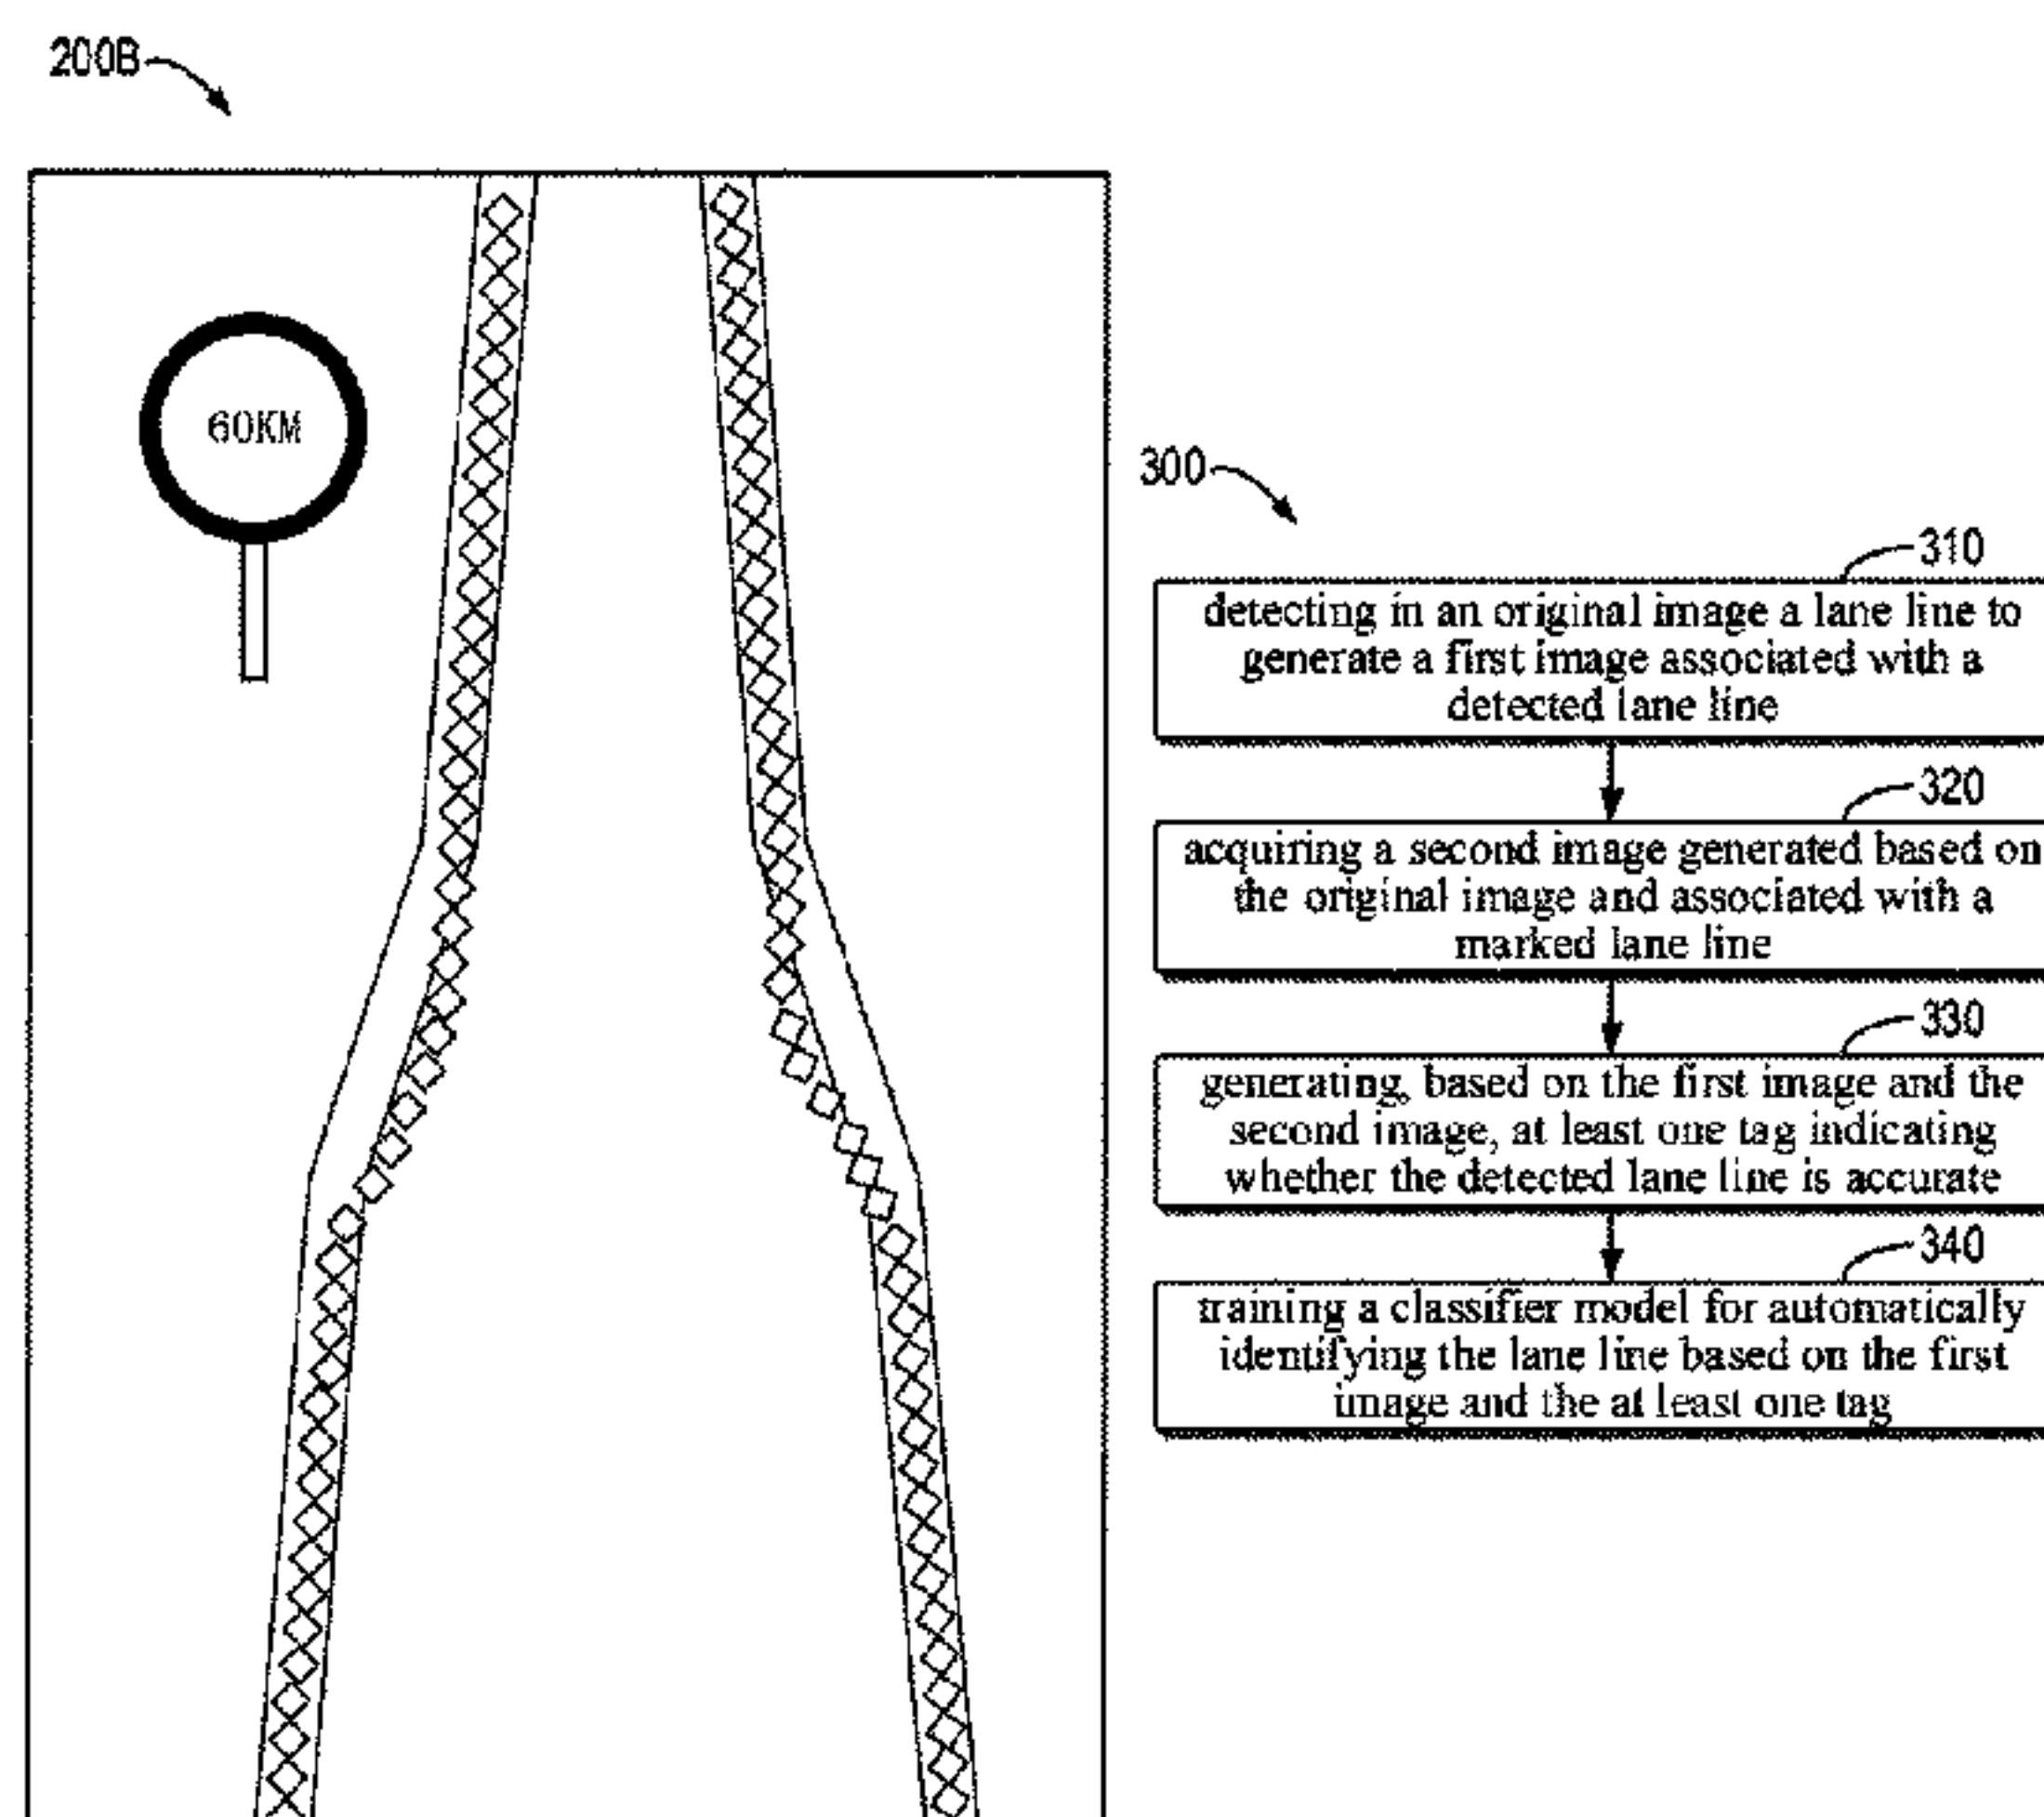 200B
60KM
300
310
detecting in an original image a lane line to
generate a first image associated with a
detected lane line
320
acquiring a second image generated based on
the original image and associated with a
marked lane line
330
generating, based on the first image and the
second image, at least one tag indicating
whether the detected lane line is accurate
340
training a classifier model for automatically
identifying the lane line based on the first
image and the at least one tag